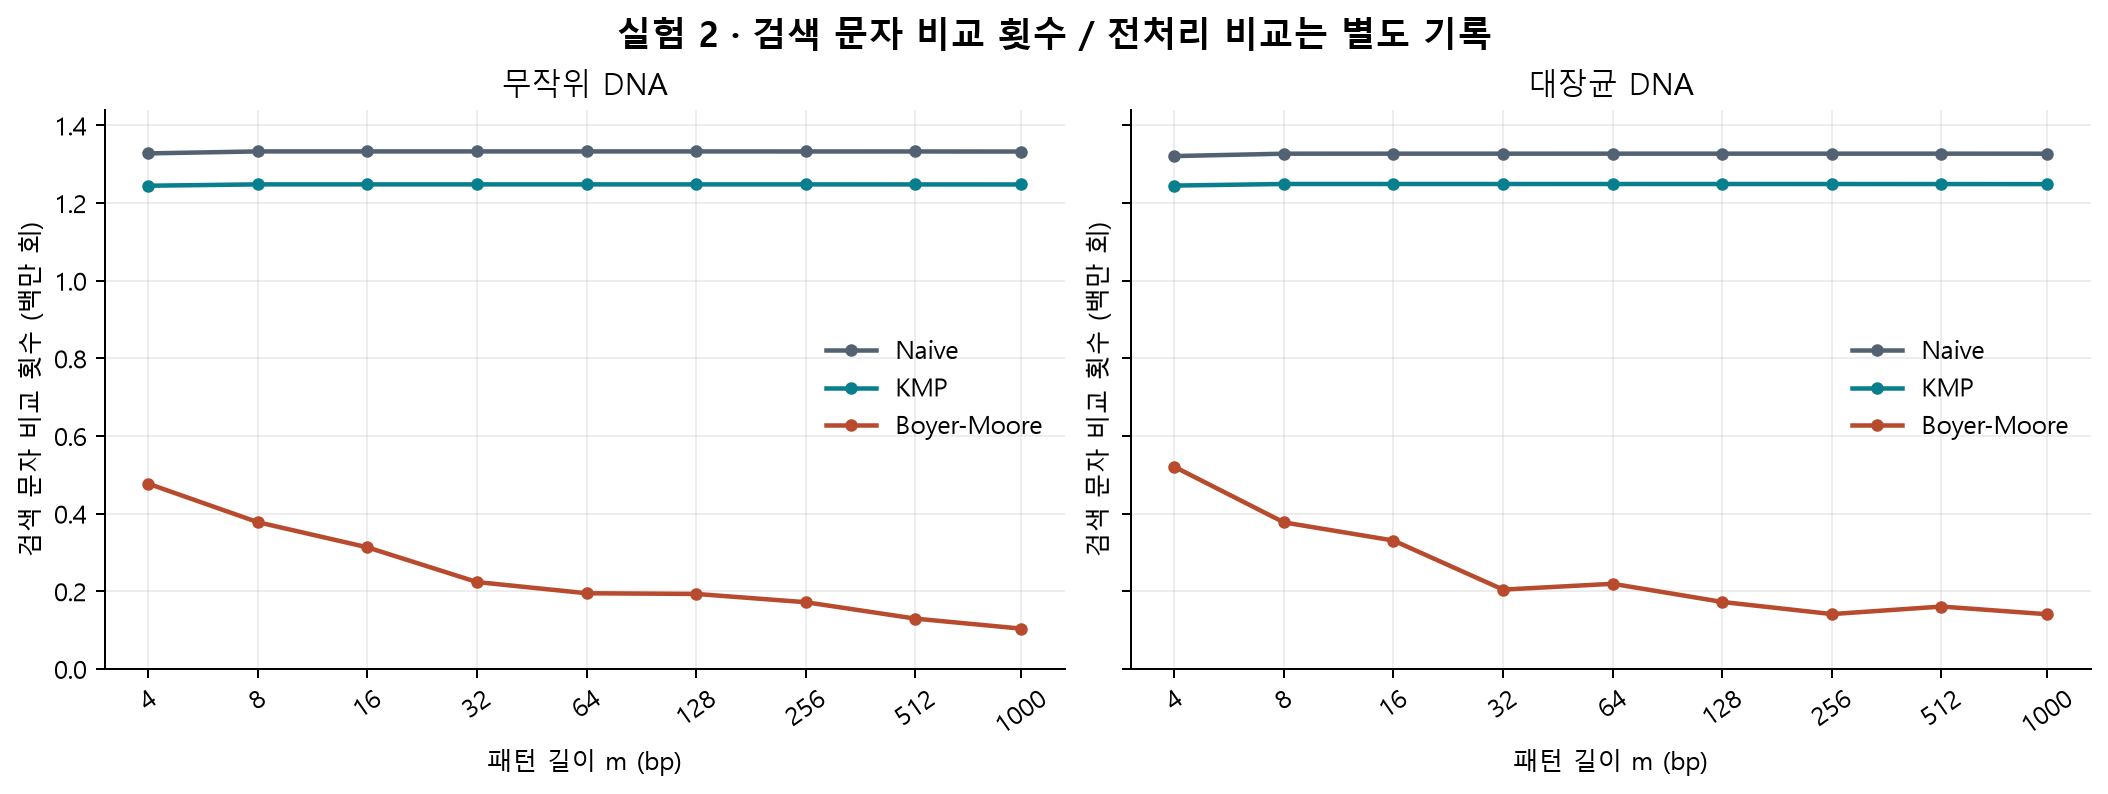 실험 2 · 검색 문자 비교 횟수 / 전처리 비교는 별도 기록
무작위 DNA
검색 문자 비교 횟수 (백만 회)
1.4
1.2
1.0
0.8
0.6
0.4
0.2
0.0
Naive
KMP
Boyer-Moore
4 8 16 32 64 128 256 512 1000
패턴 길이 m (bp)
대장균 DNA
검색 문자 비교 횟수 (백만 회)
Naive
KMP
Boyer-Moore
4 8 16 32 64 128 256 512 1000
패턴 길이 m (bp)